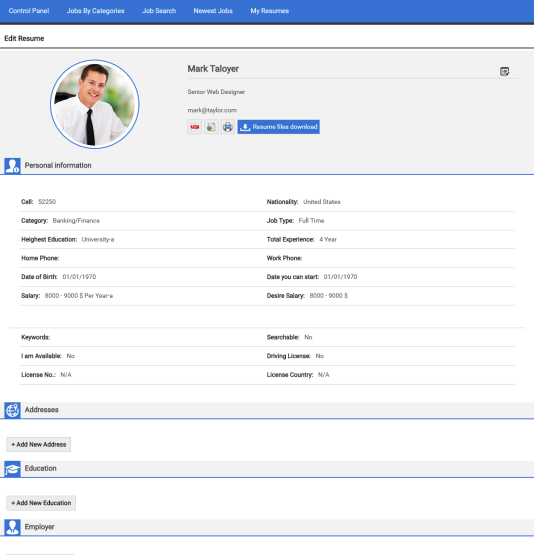 Control Panel Jobs By Categories Job Search Newest Jobs My Resumes
Edit Resume
Mark Taloyer
Senior Web Designer
mark@taylor.com
PDF Resume files download
Personal information
Cell: 52250 Nationality: United States
Category: Banking/Finance Job Type: Full Time
Heighest Education: University-a Total Experience: 4 Year
Home Phone: Work Phone:
Date of Birth: 01/01/1970 Date you can start: 01/01/1970
Salary: 8000 - 9000 $ Per Year-a Desire Salary: 8000 - 9000 $
Keywords: Searchable: No
I am Available: No Driving License: No
License No.: N/A License Country: N/A
Addresses
+ Add New Address
Education
+ Add New Education
Employer